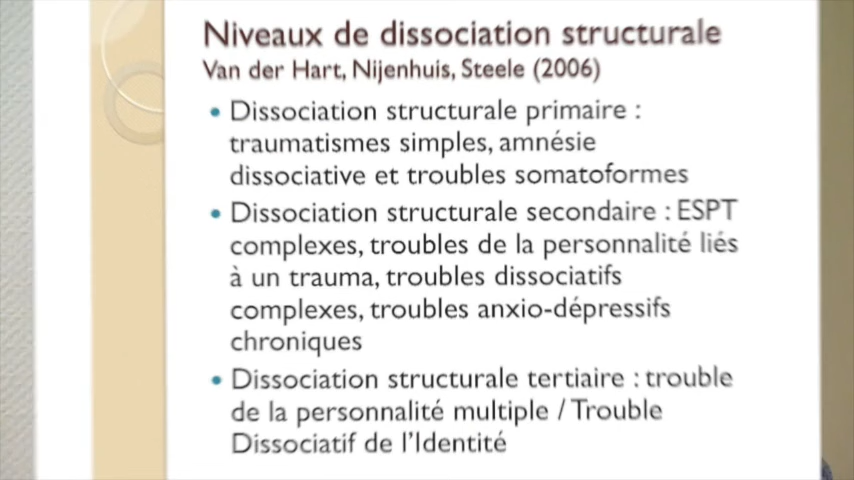 Niveaux de dissociation structurale
Van der Hart, Nijenhuis, Steele (2006)
• Dissociation structurale primaire :
traumatismes simples, amnésie
dissociative et troubles somatoformes
• Dissociation structurale secondaire : ESPT
complexes, troubles de la personnalité liés
à un trauma, troubles dissociatifs
complexes, troubles anxio-dépressifs
chroniques
• Dissociation structurale tertiaire : trouble
de la personnalité multiple / Trouble
Dissociatif de l'Identité